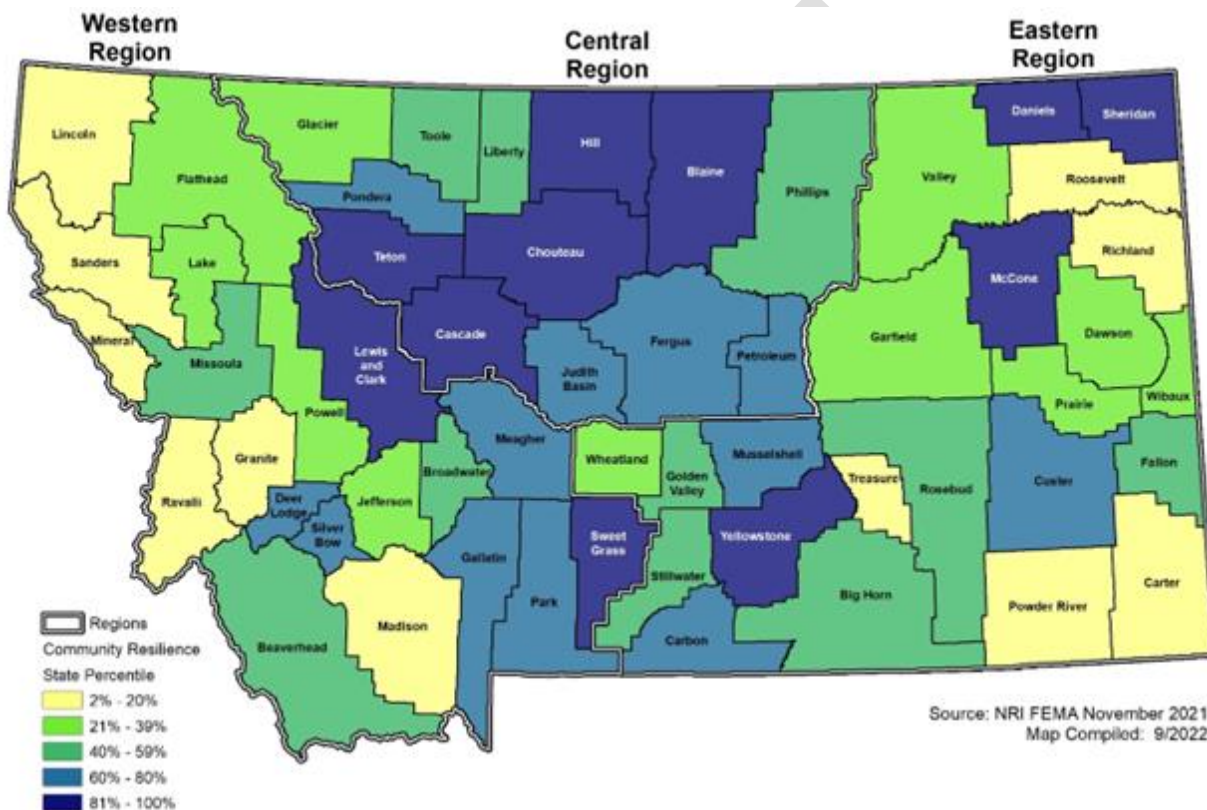 Western
Region
Central
Region
Eastern
Region
Lincoln
Flathead
Glacier
Toole
Liberty
Hill
Blaine
Phillips
Valley
Daniels
Sheridan
Roosevelt
Pondera
Sanders
Lake
Teton
Chouteau
Richland
McCone
Mineral
Missoula
Powell
Lewis
and
Clark
Cascade
Judith
Basin
Fergus
Petroleum
Garfield
Dawson
Prairie
Wibaux
Ravalli
Granite
Deer
Lodge
Silver
Bow
Jefferson
Broadwater
Meagher
Wheatland
Golden
Valley
Musselshell
Treasure
Rosebud
Custer
Fallon
Beaverhead
Madison
Gallatin
Park
Sweet
Grass
Stillwater
Yellowstone
Carbon
Big Horn
Powder River
Carter
Regions
Community Resilience
State Percentile
2% - 20%
21% - 39%
40% - 59%
60% - 80%
81% - 100%
Source: NRI FEMA November 2021
Map Compiled: 9/2022